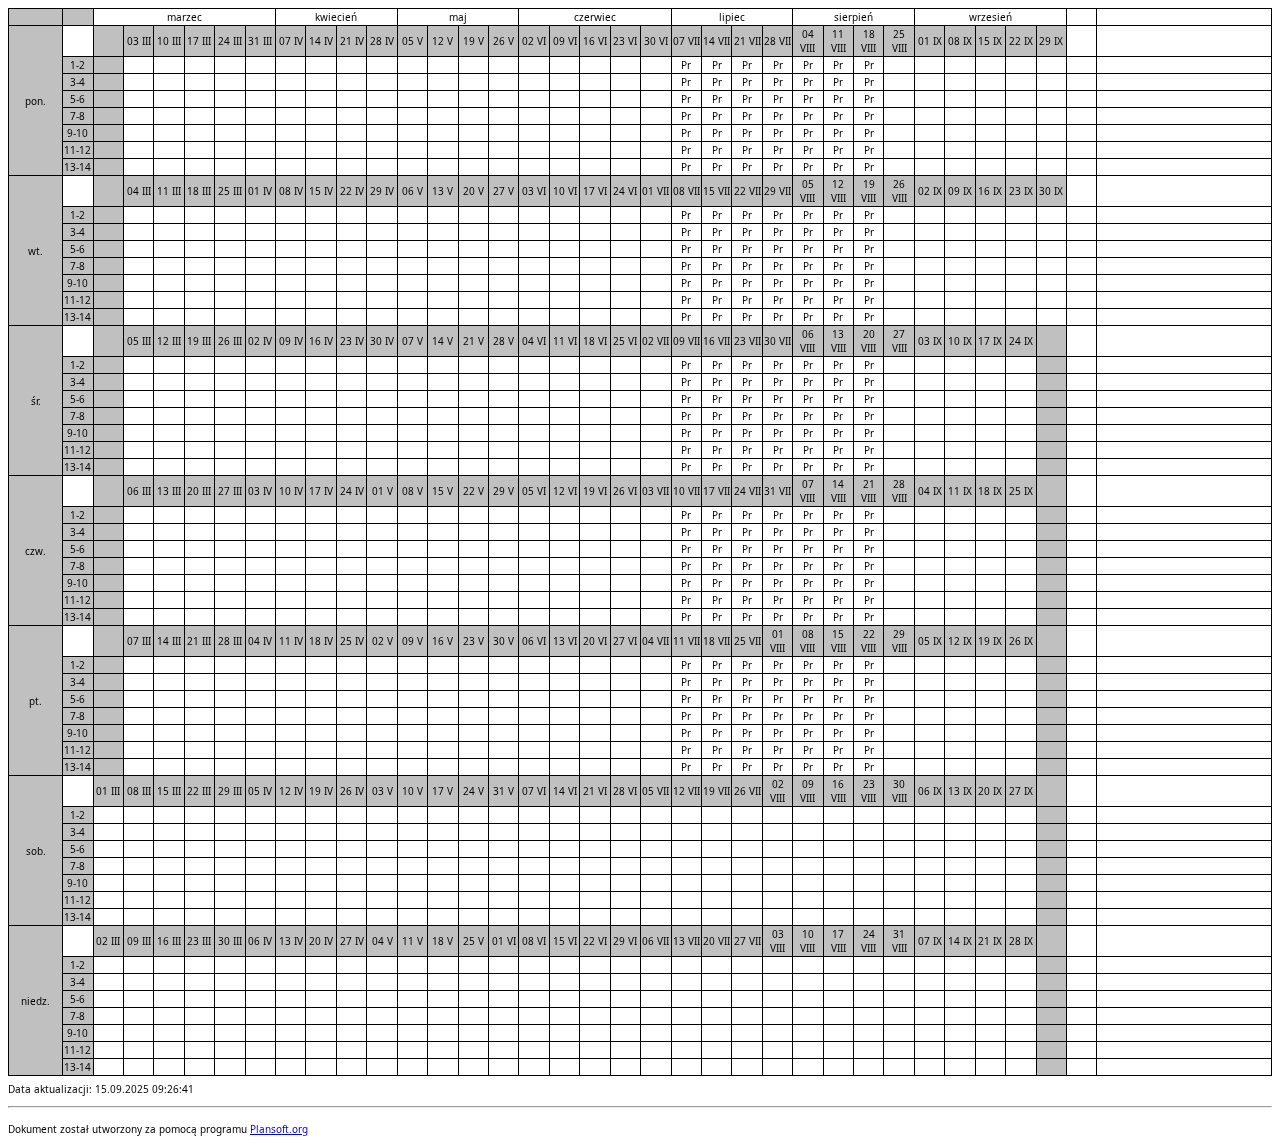 marzec kwiecień maj czerwiec lipiec sierpień wrzesień
pon.
03 III 10 III 17 III 24 III 31 III 07 IV 14 IV 21 IV 28 IV 05 V 12 V 19 V 26 V 02 VI 09 VI 16 VI 23 VI 30 VI 07 VII 14 VII 21 VII 28 VII 04 VIII 11 VIII 18 VIII 25 VIII 01 IX 08 IX 15 IX 22 IX 29 IX
1-2 Pr Pr Pr Pr Pr Pr Pr
3-4 Pr Pr Pr Pr Pr Pr Pr
5-6 Pr Pr Pr Pr Pr Pr Pr
7-8 Pr Pr Pr Pr Pr Pr Pr
9-10 Pr Pr Pr Pr Pr Pr Pr
11-12 Pr Pr Pr Pr Pr Pr Pr
13-14 Pr Pr Pr Pr Pr Pr Pr
wt.
04 III 11 III 18 III 25 III 01 IV 08 IV 15 IV 22 IV 29 IV 06 V 13 V 20 V 27 V 03 VI 10 VI 17 VI 24 VI 01 VII 08 VII 15 VII 22 VII 29 VII 05 VIII 12 VIII 19 VIII 26 VIII 02 IX 09 IX 16 IX 23 IX 30 IX
1-2 Pr Pr Pr Pr Pr Pr Pr
3-4 Pr Pr Pr Pr Pr Pr Pr
5-6 Pr Pr Pr Pr Pr Pr Pr
7-8 Pr Pr Pr Pr Pr Pr Pr
9-10 Pr Pr Pr Pr Pr Pr Pr
11-12 Pr Pr Pr Pr Pr Pr Pr
13-14 Pr Pr Pr Pr Pr Pr Pr
śr.
05 III 12 III 19 III 26 III 02 IV 09 IV 16 IV 23 IV 30 IV 07 V 14 V 21 V 28 V 04 VI 11 VI 18 VI 25 VI 02 VII 09 VII 16 VII 23 VII 30 VII 06 VIII 13 VIII 20 VIII 27 VIII 03 IX 10 IX 17 IX 24 IX
1-2 Pr Pr Pr Pr Pr Pr Pr
3-4 Pr Pr Pr Pr Pr Pr Pr
5-6 Pr Pr Pr Pr Pr Pr Pr
7-8 Pr Pr Pr Pr Pr Pr Pr
9-10 Pr Pr Pr Pr Pr Pr Pr
11-12 Pr Pr Pr Pr Pr Pr Pr
13-14 Pr Pr Pr Pr Pr Pr Pr
czw.
06 III 13 III 20 III 27 III 03 IV 10 IV 17 IV 24 IV 01 V 08 V 15 V 22 V 29 V 05 VI 12 VI 19 VI 26 VI 03 VII 10 VII 17 VII 24 VII 31 VII 07 VIII 14 VIII 21 VIII 28 VIII 04 IX 11 IX 18 IX 25 IX
1-2 Pr Pr Pr Pr Pr Pr Pr
3-4 Pr Pr Pr Pr Pr Pr Pr
5-6 Pr Pr Pr Pr Pr Pr Pr
7-8 Pr Pr Pr Pr Pr Pr Pr
9-10 Pr Pr Pr Pr Pr Pr Pr
11-12 Pr Pr Pr Pr Pr Pr Pr
13-14 Pr Pr Pr Pr Pr Pr Pr
pt.
07 III 14 III 21 III 28 III 04 IV 11 IV 18 IV 25 IV 02 V 09 V 16 V 23 V 30 V 06 VI 13 VI 20 VI 27 VI 04 VII 11 VII 18 VII 25 VII 01 VIII 08 VIII 15 VIII 22 VIII 29 VIII 05 IX 12 IX 19 IX 26 IX
1-2 Pr Pr Pr Pr Pr Pr Pr
3-4 Pr Pr Pr Pr Pr Pr Pr
5-6 Pr Pr Pr Pr Pr Pr Pr
7-8 Pr Pr Pr Pr Pr Pr Pr
9-10 Pr Pr Pr Pr Pr Pr Pr
11-12 Pr Pr Pr Pr Pr Pr Pr
13-14 Pr Pr Pr Pr Pr Pr Pr
sob.
01 III 08 III 15 III 22 III 29 III 05 IV 12 IV 19 IV 26 IV 03 V 10 V 17 V 24 V 31 V 07 VI 14 VI 21 VI 28 VI 05 VII 12 VII 19 VII 26 VII 02 VIII 09 VIII 16 VIII 23 VIII 30 VIII 06 IX 13 IX 20 IX 27 IX
1-2
3-4
5-6
7-8
9-10
11-12
13-14
niedz.
02 III 09 III 16 III 23 III 30 III 06 IV 13 IV 20 IV 27 IV 04 V 11 V 18 V 25 V 01 VI 08 VI 15 VI 22 VI 29 VI 06 VII 13 VII 20 VII 27 VII 03 VIII 10 VIII 17 VIII 24 VIII 31 VIII 07 IX 14 IX 21 IX 28 IX
1-2
3-4
5-6
7-8
9-10
11-12
13-14
Data aktualizacji: 15.09.2025 09:26:41
Dokument został utworzony za pomocą programu Plansoft.org